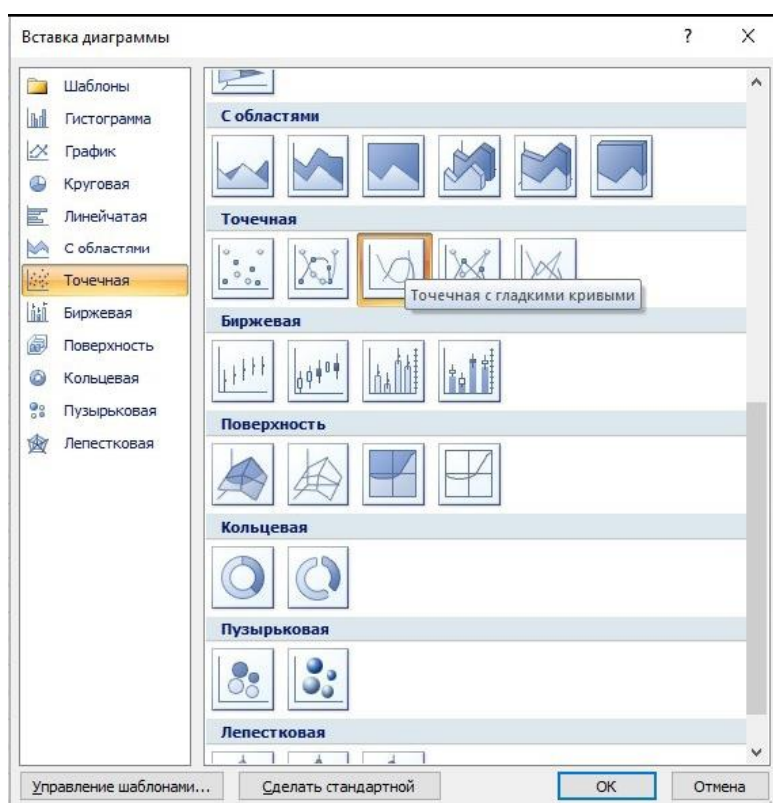 Вставка диаграммы
?
Шаблоны
Гистограмма
График
Круговая
Линейчатая
С областями
Точечная
Биржевая
Поверхность
Кольцевая
Пузырьковая
Лепестковая
С областями
Точечная
Точечная с гладкими кривыми
Биржевая
Поверхность
Кольцевая
Пузырьковая
Лепестковая
Управление шаблонами...
Сделать стандартной
ОК
Отмена